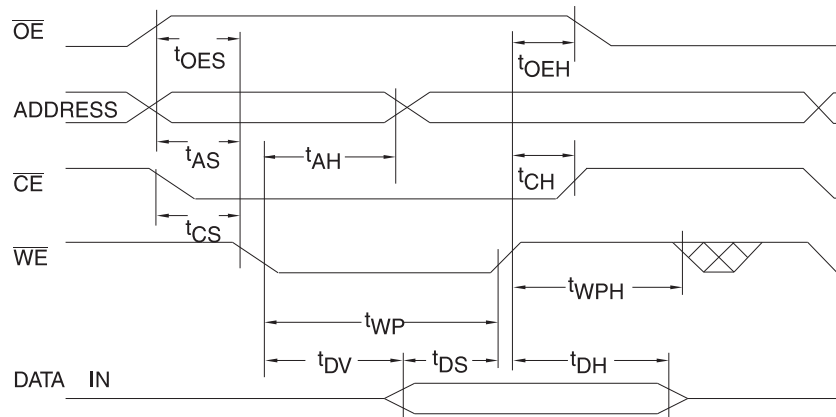 OE
tOES
tOEH
ADDRESS
tAS
tAH
CE
tCH
tCS
WE
tWPH
tWP
tDV
tDS
tDH
DATA IN